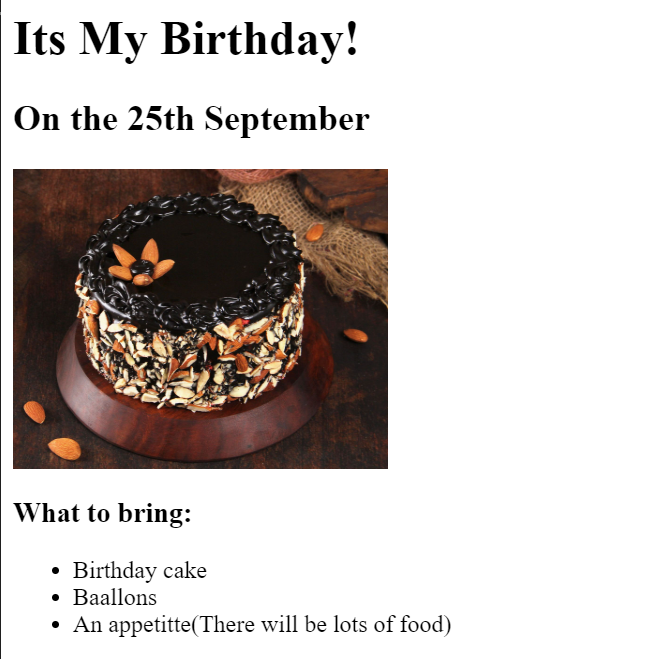 Its My Birthday!
On the 25th September
What to bring:
Birthday cake
Baallons
An appetitte(There will be lots of food)